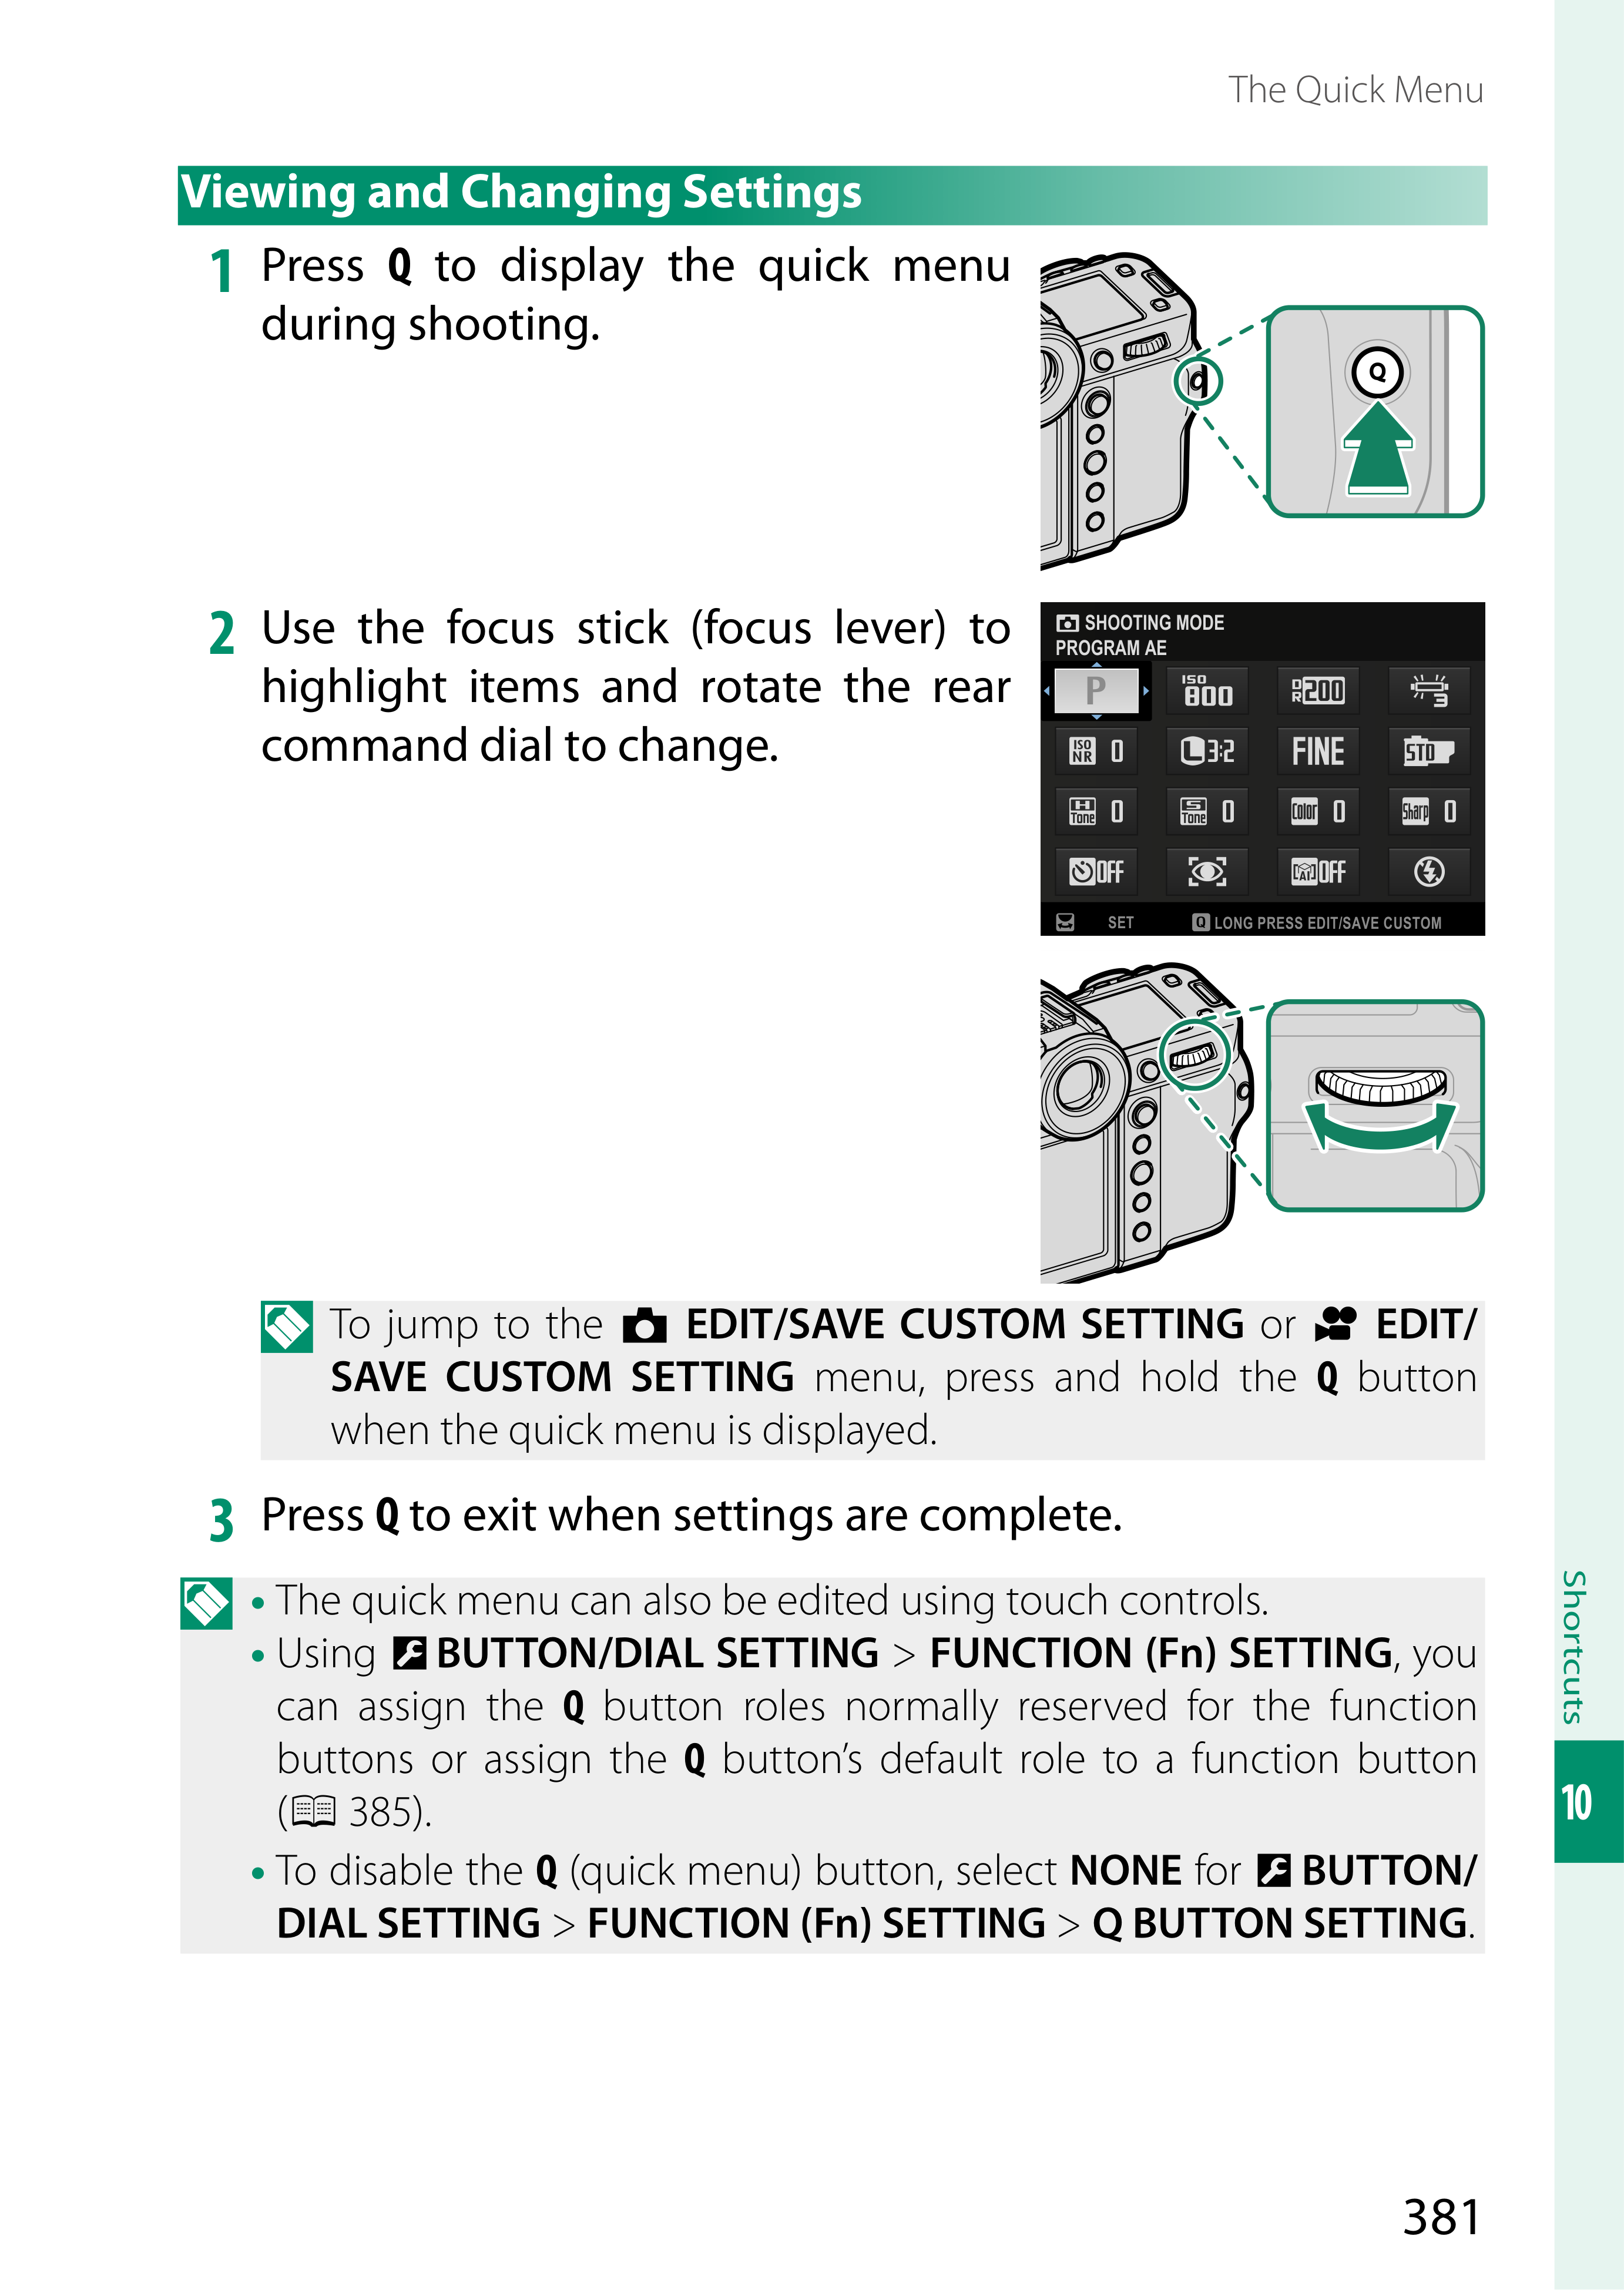 The Quick Menu
Viewing and Changing Settings
1 Press Q to display the quick menu
during shooting.
Q
2 Use the focus stick (focus lever) to
highlight items and rotate the rear
command dial to change.
SHOOTING MODE
PROGRAM AE
P ISO 800 DR 200 3
ISO NR 0 L 3:2 FINE STD
H Tone 0 S Tone 0 Color 0 Sharp 0
OFF AI OFF
SET Q LONG PRESS EDIT/SAVE CUSTOM
To jump to the EDIT/SAVE CUSTOM SETTING or EDIT/
SAVE CUSTOM SETTING menu, press and hold the Q button
when the quick menu is displayed.
3 Press Q to exit when settings are complete.
• The quick menu can also be edited using touch controls.
• Using BUTTON/DIAL SETTING > FUNCTION (Fn) SETTING, you
can assign the Q button roles normally reserved for the function
buttons or assign the Q button’s default role to a function button
( 385).
• To disable the Q (quick menu) button, select NONE for BUTTON/
DIAL SETTING > FUNCTION (Fn) SETTING > Q BUTTON SETTING.
Shortcuts
10
381